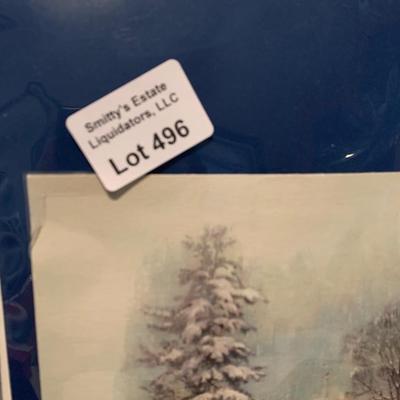 Smitty's Estate
Liquidators, LLC
Lot 496